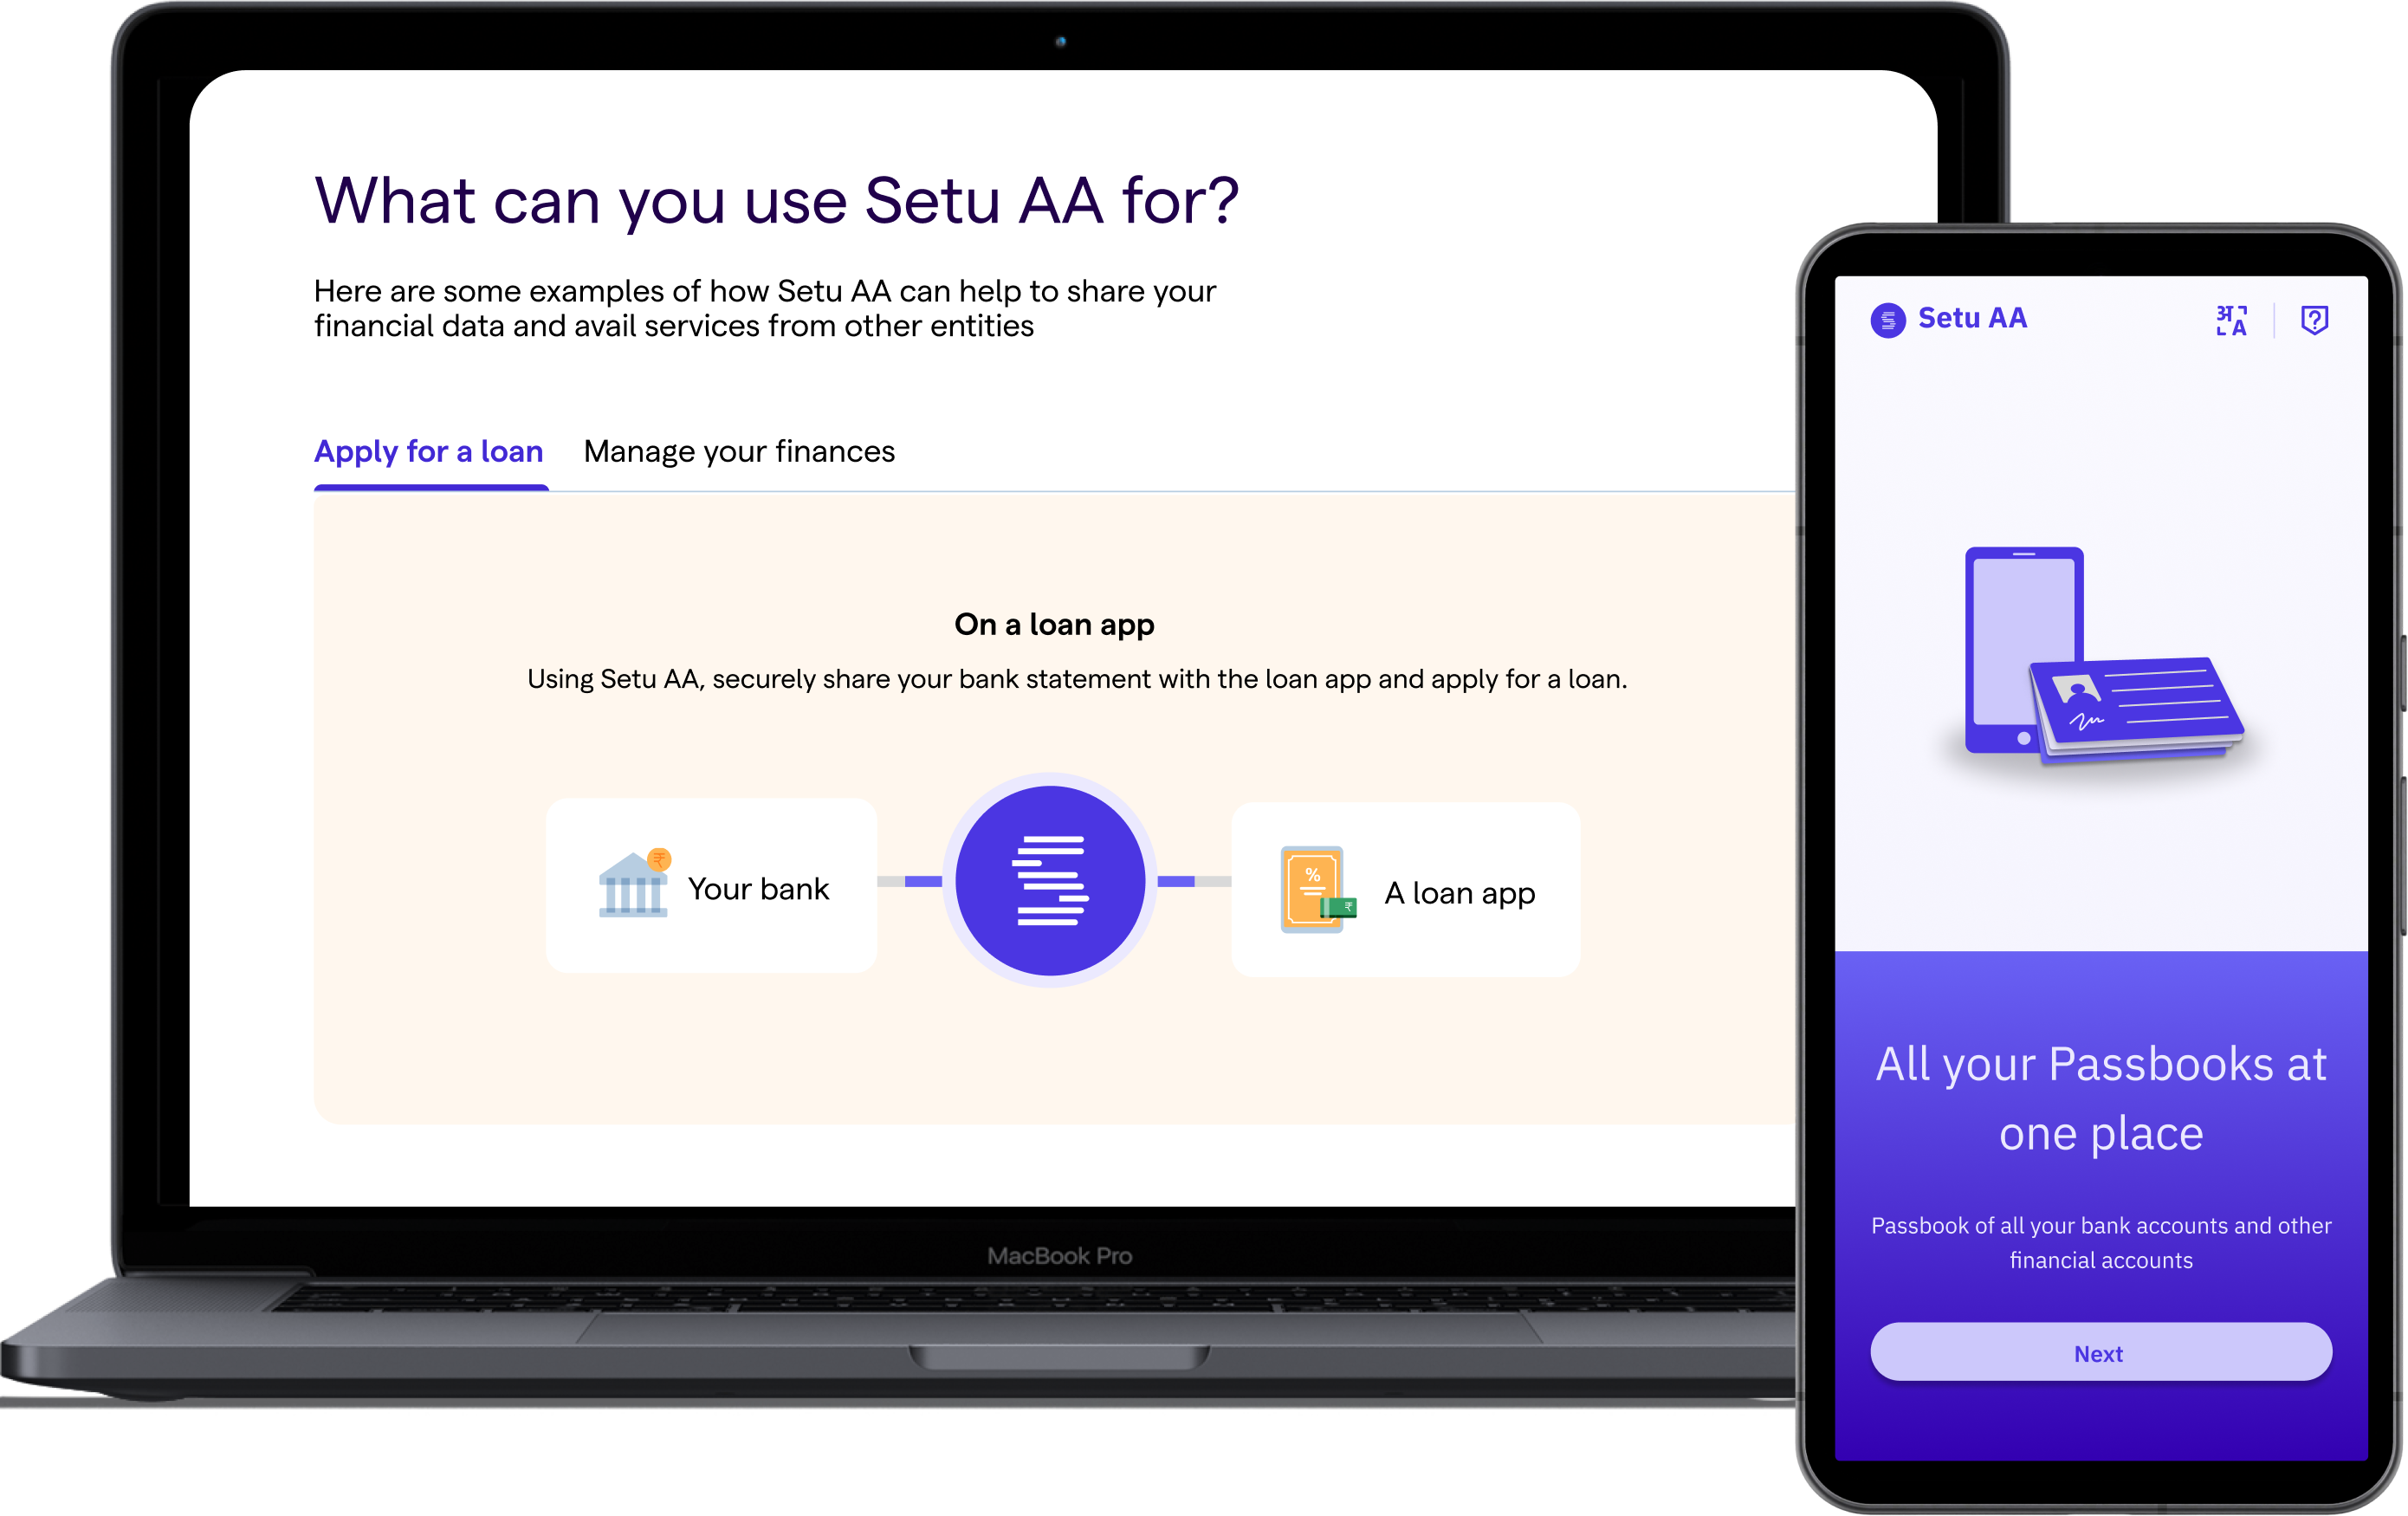 What can you use Setu AA for?
Here are some examples of how Setu AA can help to share your
financial data and avail services from other entities
Apply for a loan
Manage your finances
On a loan app
Using Setu AA, securely share your bank statement with the loan app and apply for a loan.
₹
Your bank
%
₹
A loan app
MacBook Pro
Setu AA
अ
A
?
All your Passbooks at
one place
Passbook of all your bank accounts and other
financial accounts
Next